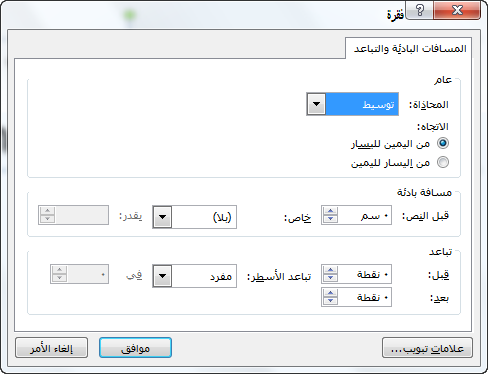 فقرة
المسافات البادئة والتباعد
عام
المحاذاة: توسيط
الاتجاه:
من اليمين لليسار
من اليسار لليمين
مسافة بادئة
قبل النص: ٠ سم خاص: (بلا) يقدر:
تباعد
قبل: ٠ نقطة تباعد الأسطر: مفرد في ٠
بعد: ٠ نقطة
علامات تبويب... موافق إلغاء الأمر